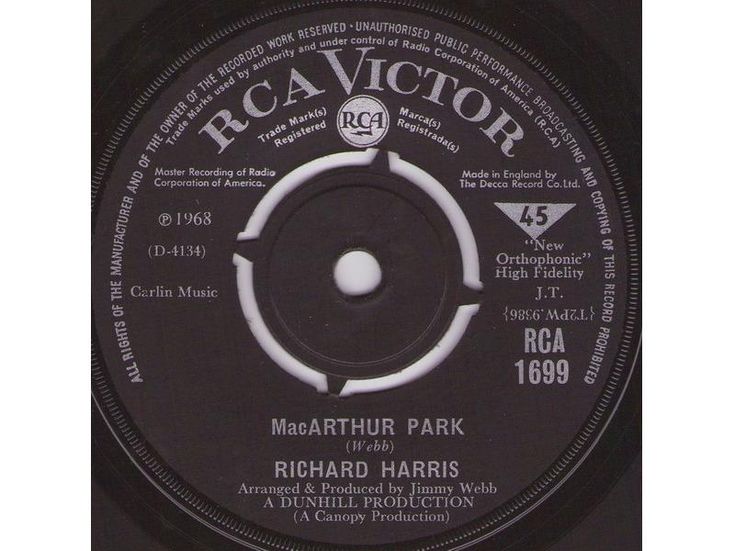 ALL RIGHTS OF THE MANUFACTURER AND OF THE OWNER OF THE RECORDED WORK RESERVED · UNAUTHORISED PUBLIC PERFORMANCE BROADCASTING AND COPYING OF THIS RECORD PROHIBITED
Trade Marks used by authority and under control of Radio Corporation of America (R.C.A)
RCA VICTOR
Trade Mark(s)
Registered
RCA
Marca(s)
Registrada(s)
Master Recording of Radio
Corporation of America.
Made in England by
The Decca Record Co.Ltd.
℗ 1968
(D-4134)
Carlin Music
45
"New
Orthophonic"
High Fidelity
J.T.
{T2PW.9386}
RCA
1699
MacARTHUR PARK
(Webb)
RICHARD HARRIS
Arranged & Produced by Jimmy Webb
A DUNHILL PRODUCTION
(A Canopy Production)